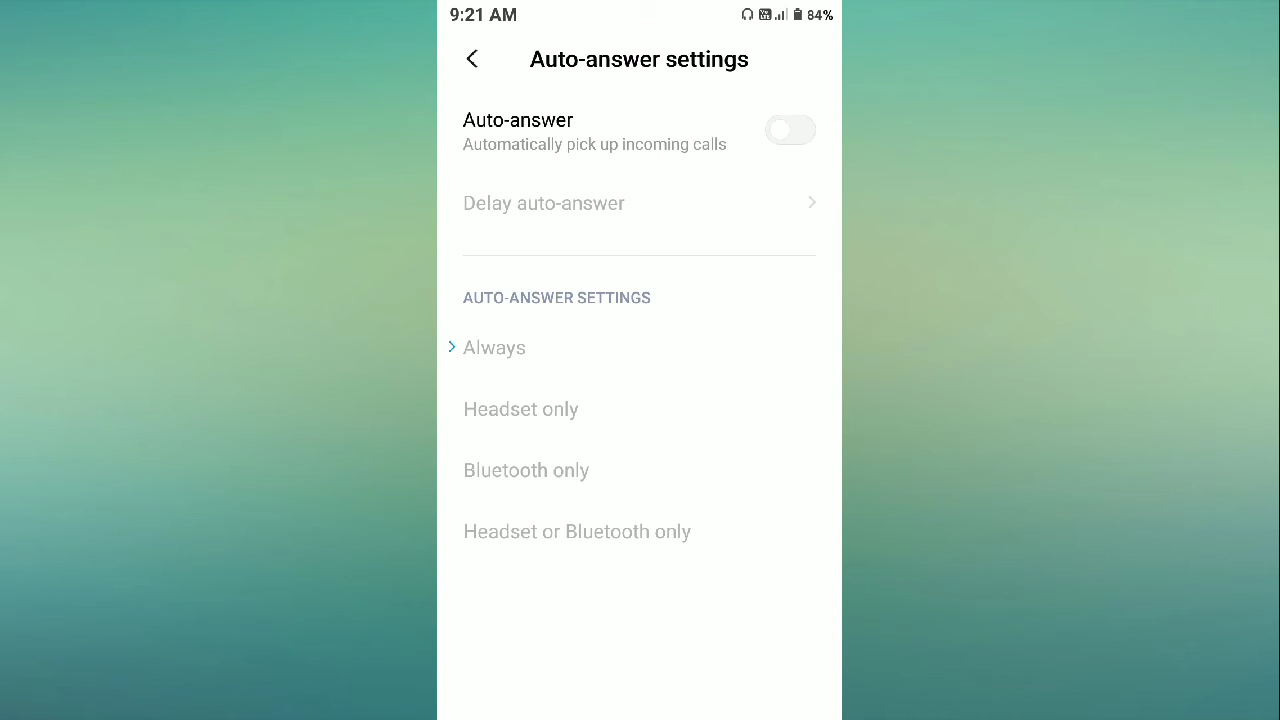 9:21 AM
84%
Auto-answer settings
Auto-answer
Automatically pick up incoming calls
Delay auto-answer
AUTO-ANSWER SETTINGS
Always
Headset only
Bluetooth only
Headset or Bluetooth only